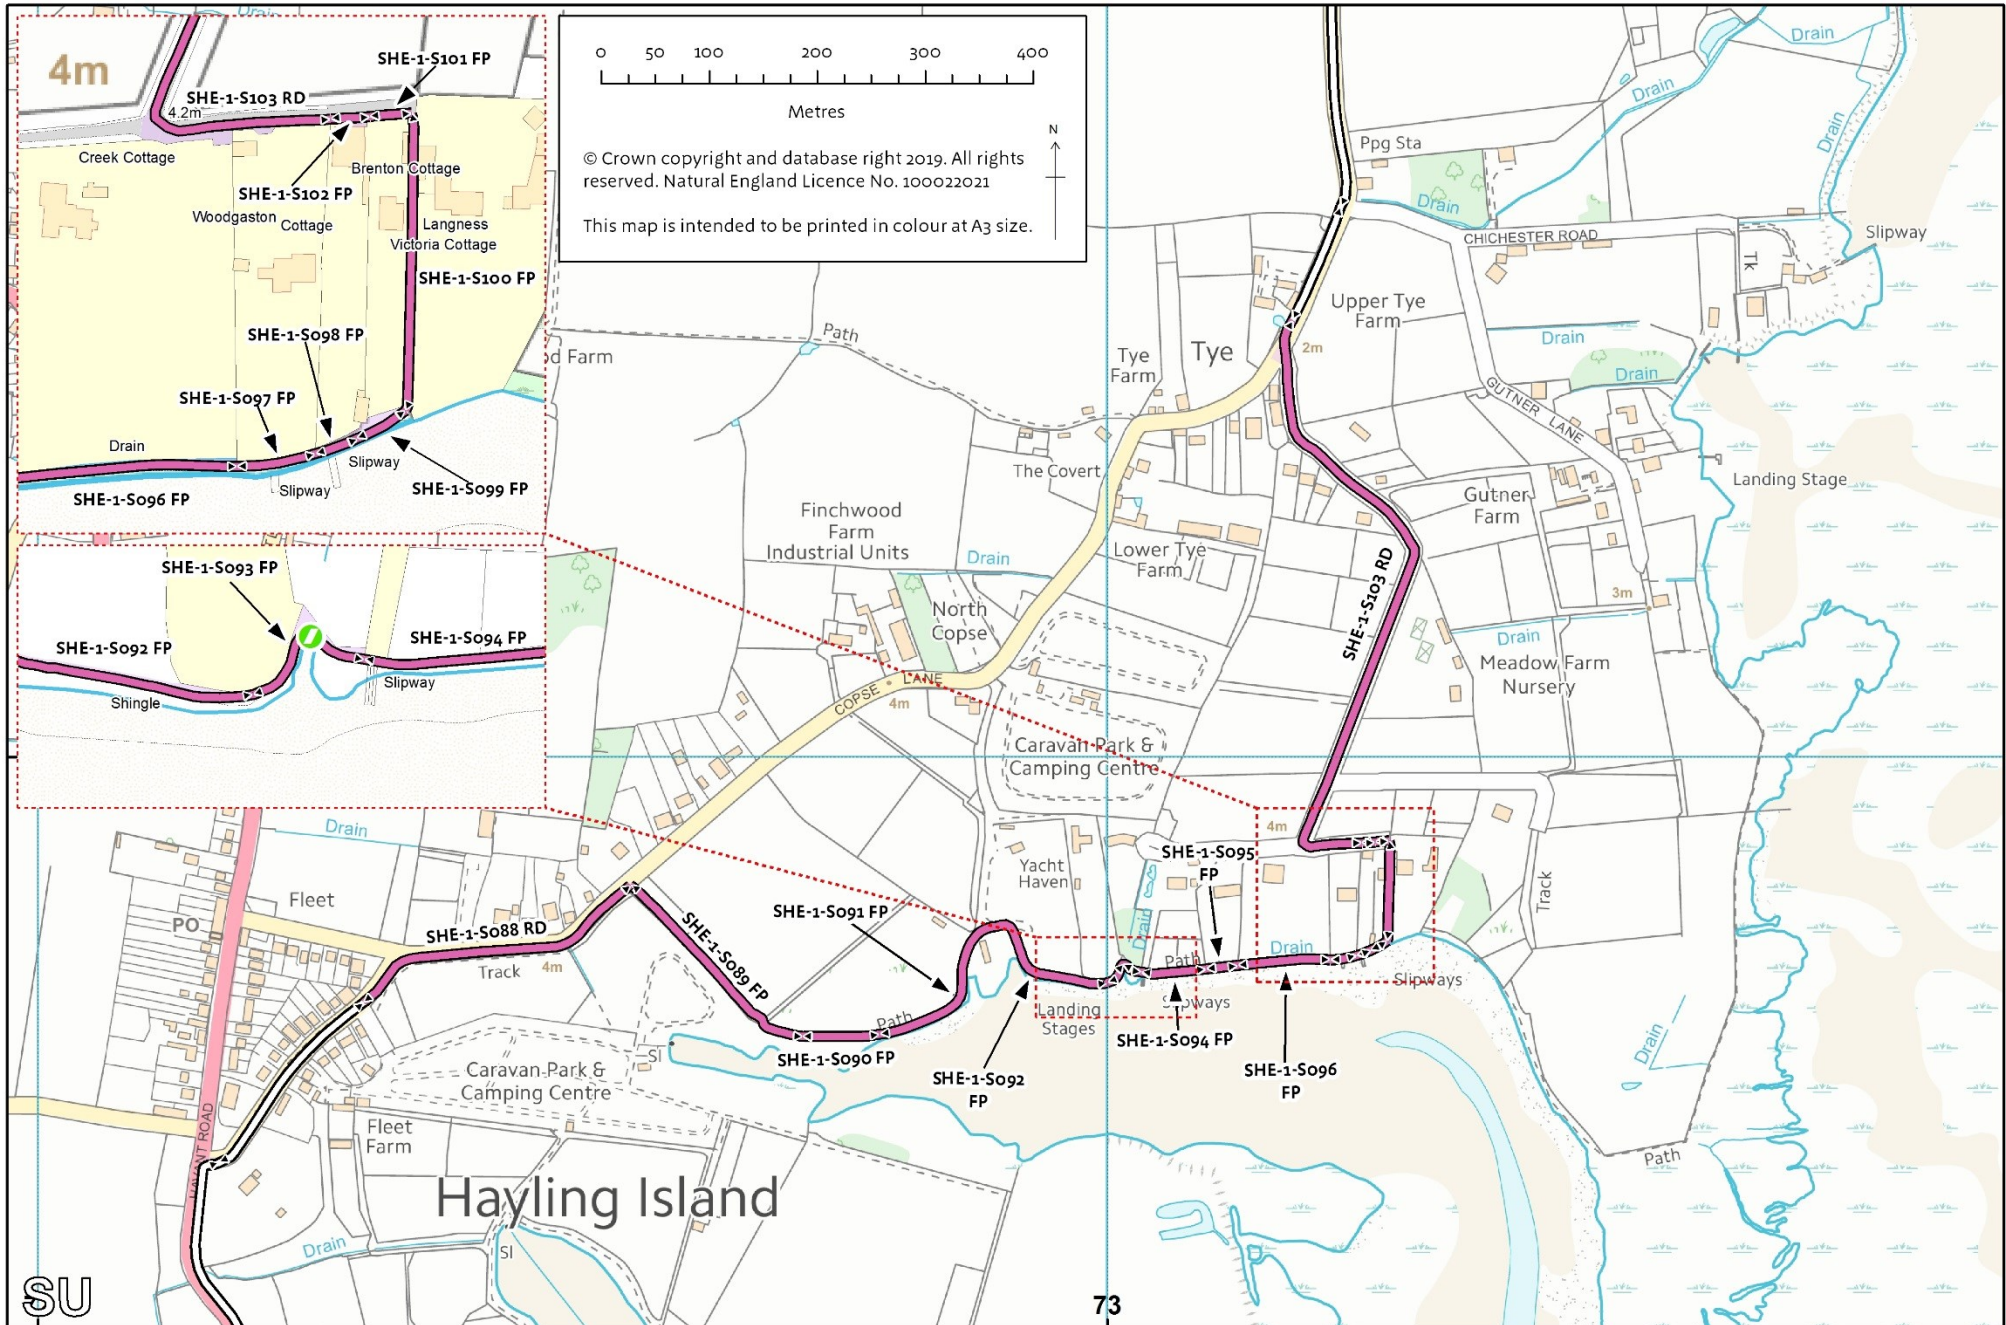 Drain
4m
SHE-1-S101 FP
SHE-1-S103 RD
4.2m
Creek Cottage
Brenton Cottage
SHE-1-S102 FP
Woodgaston
Cottage
Langness
Victoria Cottage
SHE-1-S100 FP
SHE-1-S098 FP
SHE-1-S097 FP
Drain
Slipway
SHE-1-S096 FP
Slipway
SHE-1-S099 FP
SHE-1-S093 FP
SHE-1-S092 FP
SHE-1-S094 FP
Shingle
Slipway
0 50 100 200 300 400
Metres
N
© Crown copyright and database right 2019. All rights
reserved. Natural England Licence No. 100022021
This map is intended to be printed in colour at A3 size.
Drain
Drain
Drain
Ppg Sta
Drain
CHICHESTER ROAD
Slipway
Tk
Upper Tye
Farm
Drain
2m
Path
d Farm
Tye
Farm
Tye
Drain
GUTNER LANE
The Covert
Landing Stage
Gutner
Farm
Finchwood
Farm
Industrial Units
Drain
Lower Tye
Farm
SHE-1-S103 RD
3m
North
Copse
Drain
Meadow Farm
Nursery
COPSE LANE
4m
Caravan Park &
Camping Centre
4m
Drain
SHE-1-S095
FP
Yacht
Haven
Track
Fleet
PO
SHE-1-S088 RD
Track
4m
SHE-1-S089 FP
SHE-1-S091 FP
Drain
Path
Drain
Slipways
Path
Landing
Stages
Slipways
SHE-1-S094 FP
SHE-1-S090 FP
SHE-1-S092
FP
SHE-1-S096
FP
Drain
Sl
Caravan Park &
Camping Centre
HAVANT ROAD
Fleet
Farm
Path
Hayling Island
Drain
Sl
SU
73